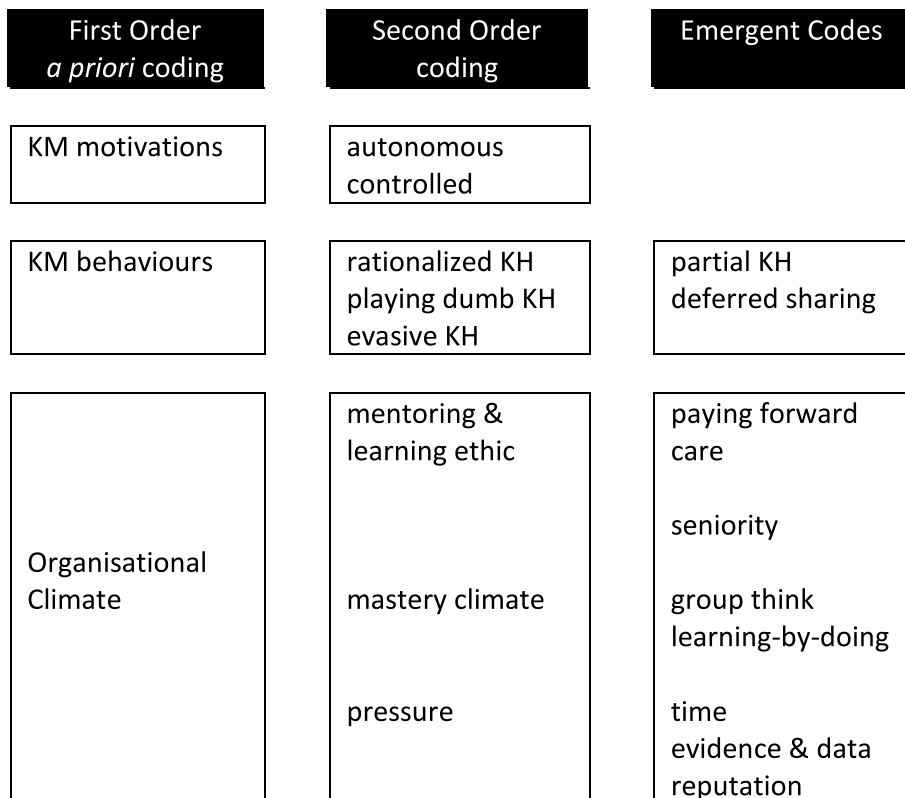 First Order
a priori coding
Second Order
coding
Emergent Codes
KM motivations
autonomous
controlled
KM behaviours
rationalized KH
playing dumb KH
evasive KH
partial KH
deferred sharing
Organisational
Climate
mentoring &
learning ethic
mastery climate
pressure
paying forward
care
seniority
group think
learning-by-doing
time
evidence & data
reputation